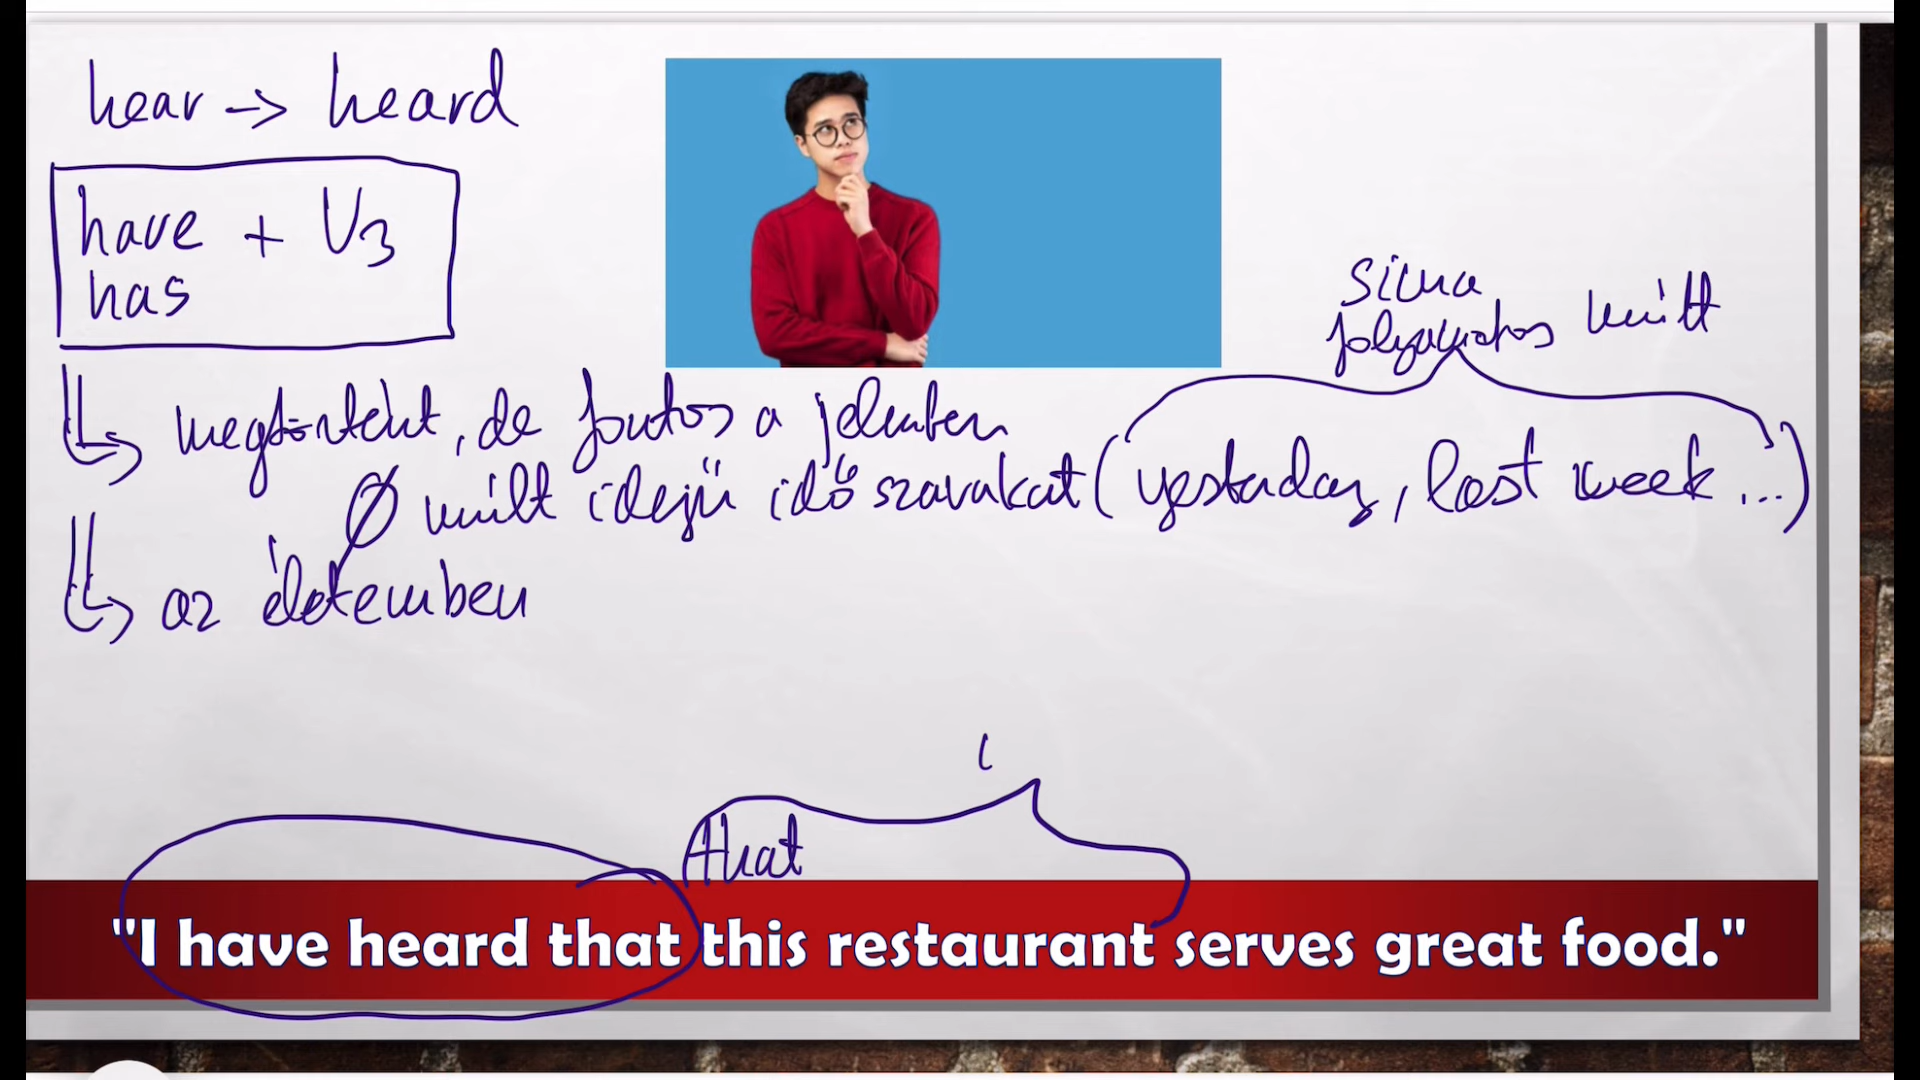 hear -> heard
have + V3
has
sima
folyamatos múlt
megtörtént, de fontos a jelenben
Ø múlt idejű idő szavakat (yesterday, last week ...)
az életemben
(
that
"I have heard that this restaurant serves great food."